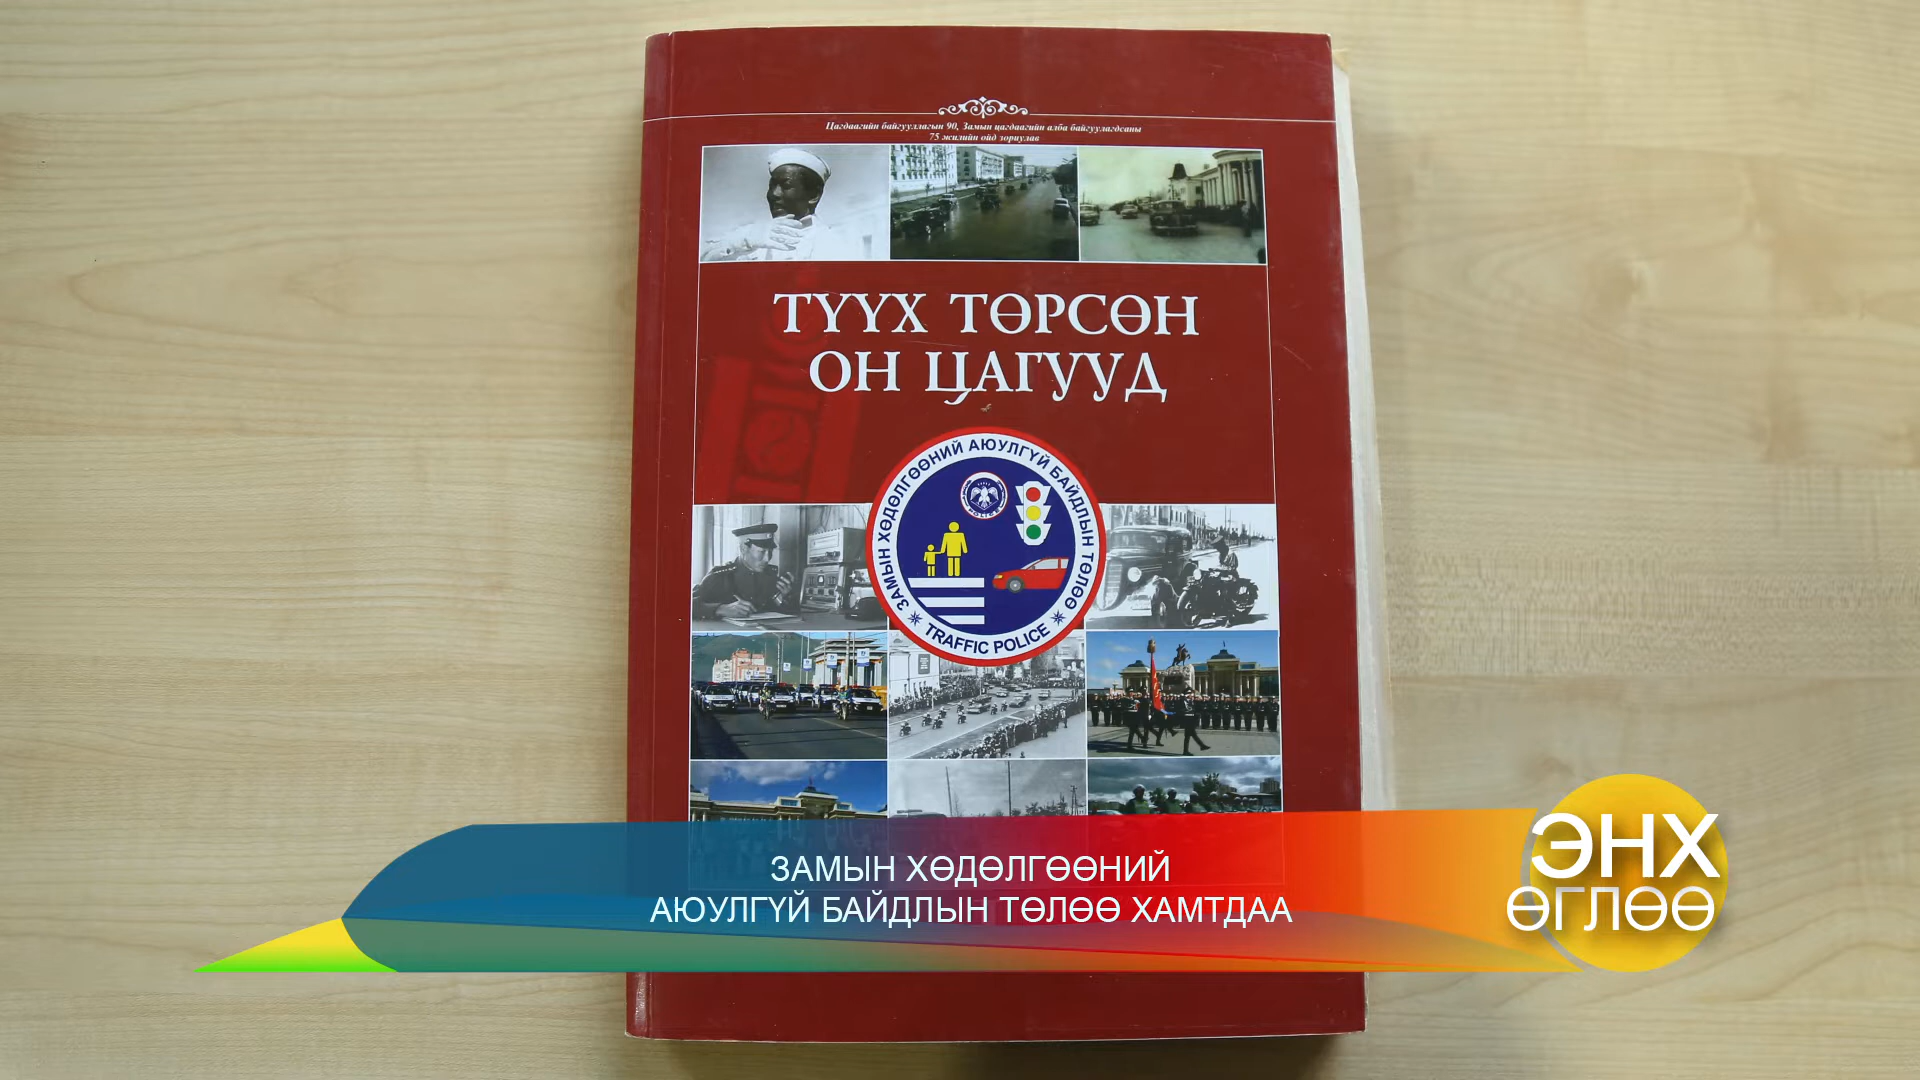 Цагдаагийн байгууллагын 90, Замын цагдаагийн алба байгуулагдсаны
75 жилийн ойд зориулав
ТҮҮХ ТӨРСӨН
ОН ЦАГУУД
ЗАМЫН ХӨДӨЛГӨӨНИЙ АЮУЛГҮЙ БАЙДЛЫН ТӨЛӨӨ
POLICE
TRAFFIC POLICE
ЗАМЫН ХӨДӨЛГӨӨНИЙ
АЮУЛГҮЙ БАЙДЛЫН ТӨЛӨӨ ХАМТДАА
ЭНХ
ӨГЛӨӨ